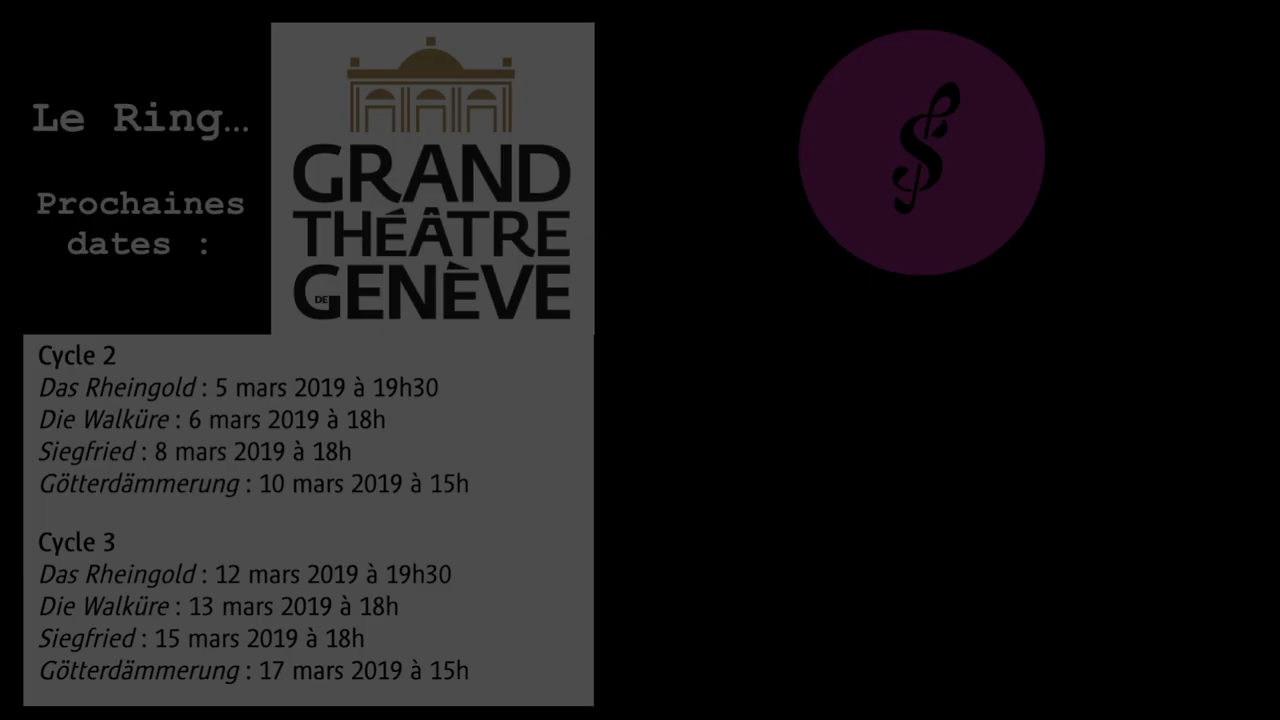 Le Ring…
Prochaines
dates :
GRAND
THÉÂTRE
DE GENÈVE
Cycle 2
Das Rheingold : 5 mars 2019 à 19h30
Die Walküre : 6 mars 2019 à 18h
Siegfried : 8 mars 2019 à 18h
Götterdämmerung : 10 mars 2019 à 15h
Cycle 3
Das Rheingold : 12 mars 2019 à 19h30
Die Walküre : 13 mars 2019 à 18h
Siegfried : 15 mars 2019 à 18h
Götterdämmerung : 17 mars 2019 à 15h